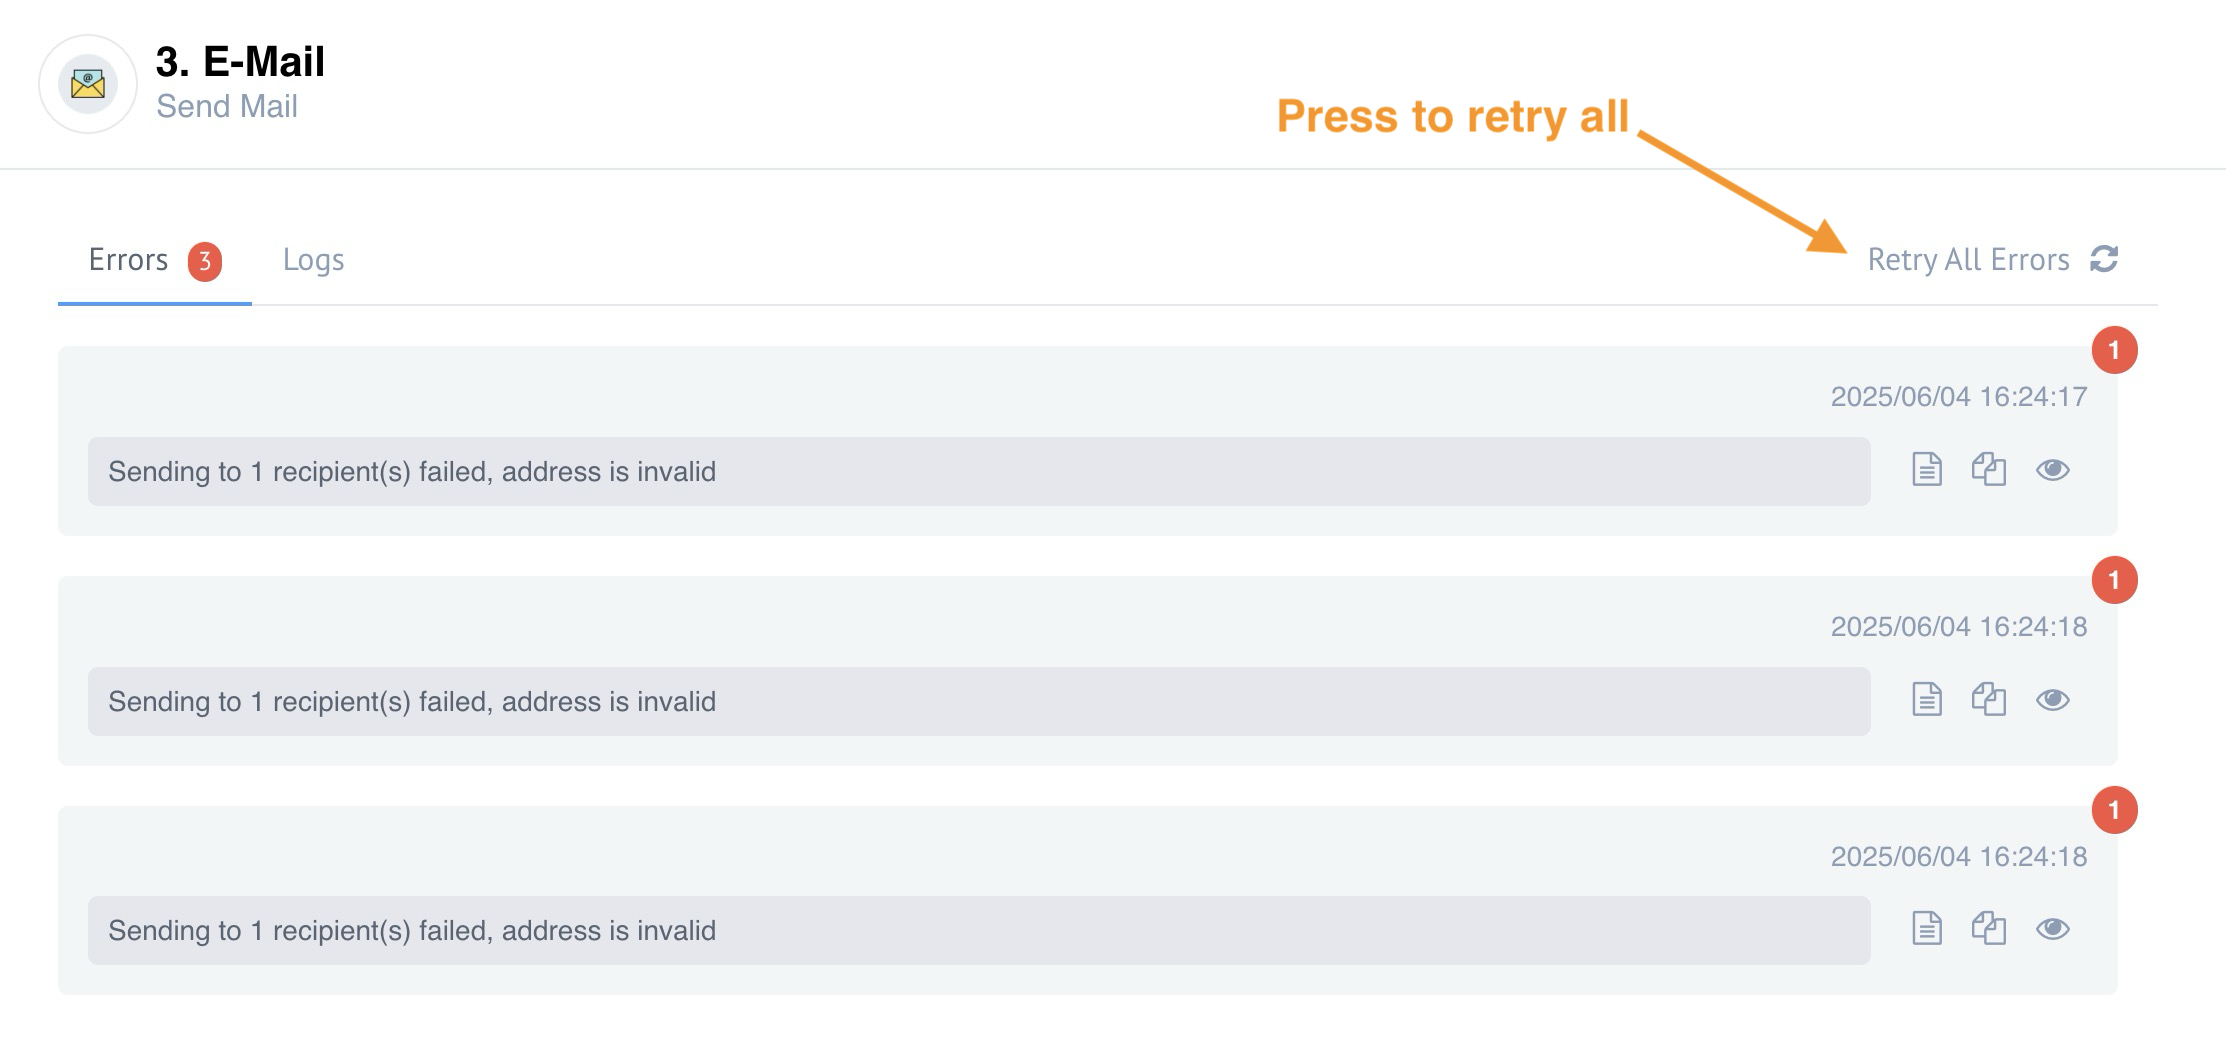 3. E-Mail
Send Mail
Press to retry all
Errors 3 Logs Retry All Errors
1
2025/06/04 16:24:17
Sending to 1 recipient(s) failed, address is invalid
1
2025/06/04 16:24:18
Sending to 1 recipient(s) failed, address is invalid
1
2025/06/04 16:24:18
Sending to 1 recipient(s) failed, address is invalid